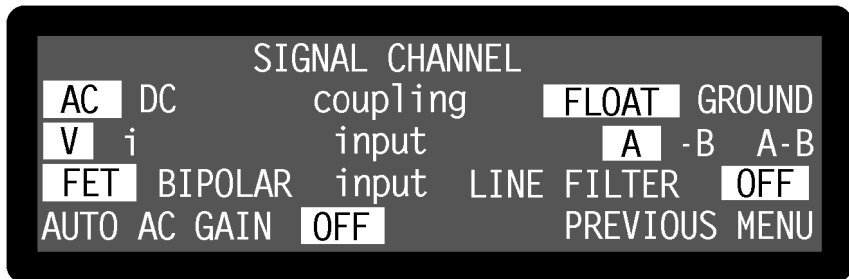 SIGNAL CHANNEL
AC DC coupling FLOAT GROUND
V i input A -B A-B
FET BIPOLAR input LINE FILTER OFF
AUTO AC GAIN OFF PREVIOUS MENU